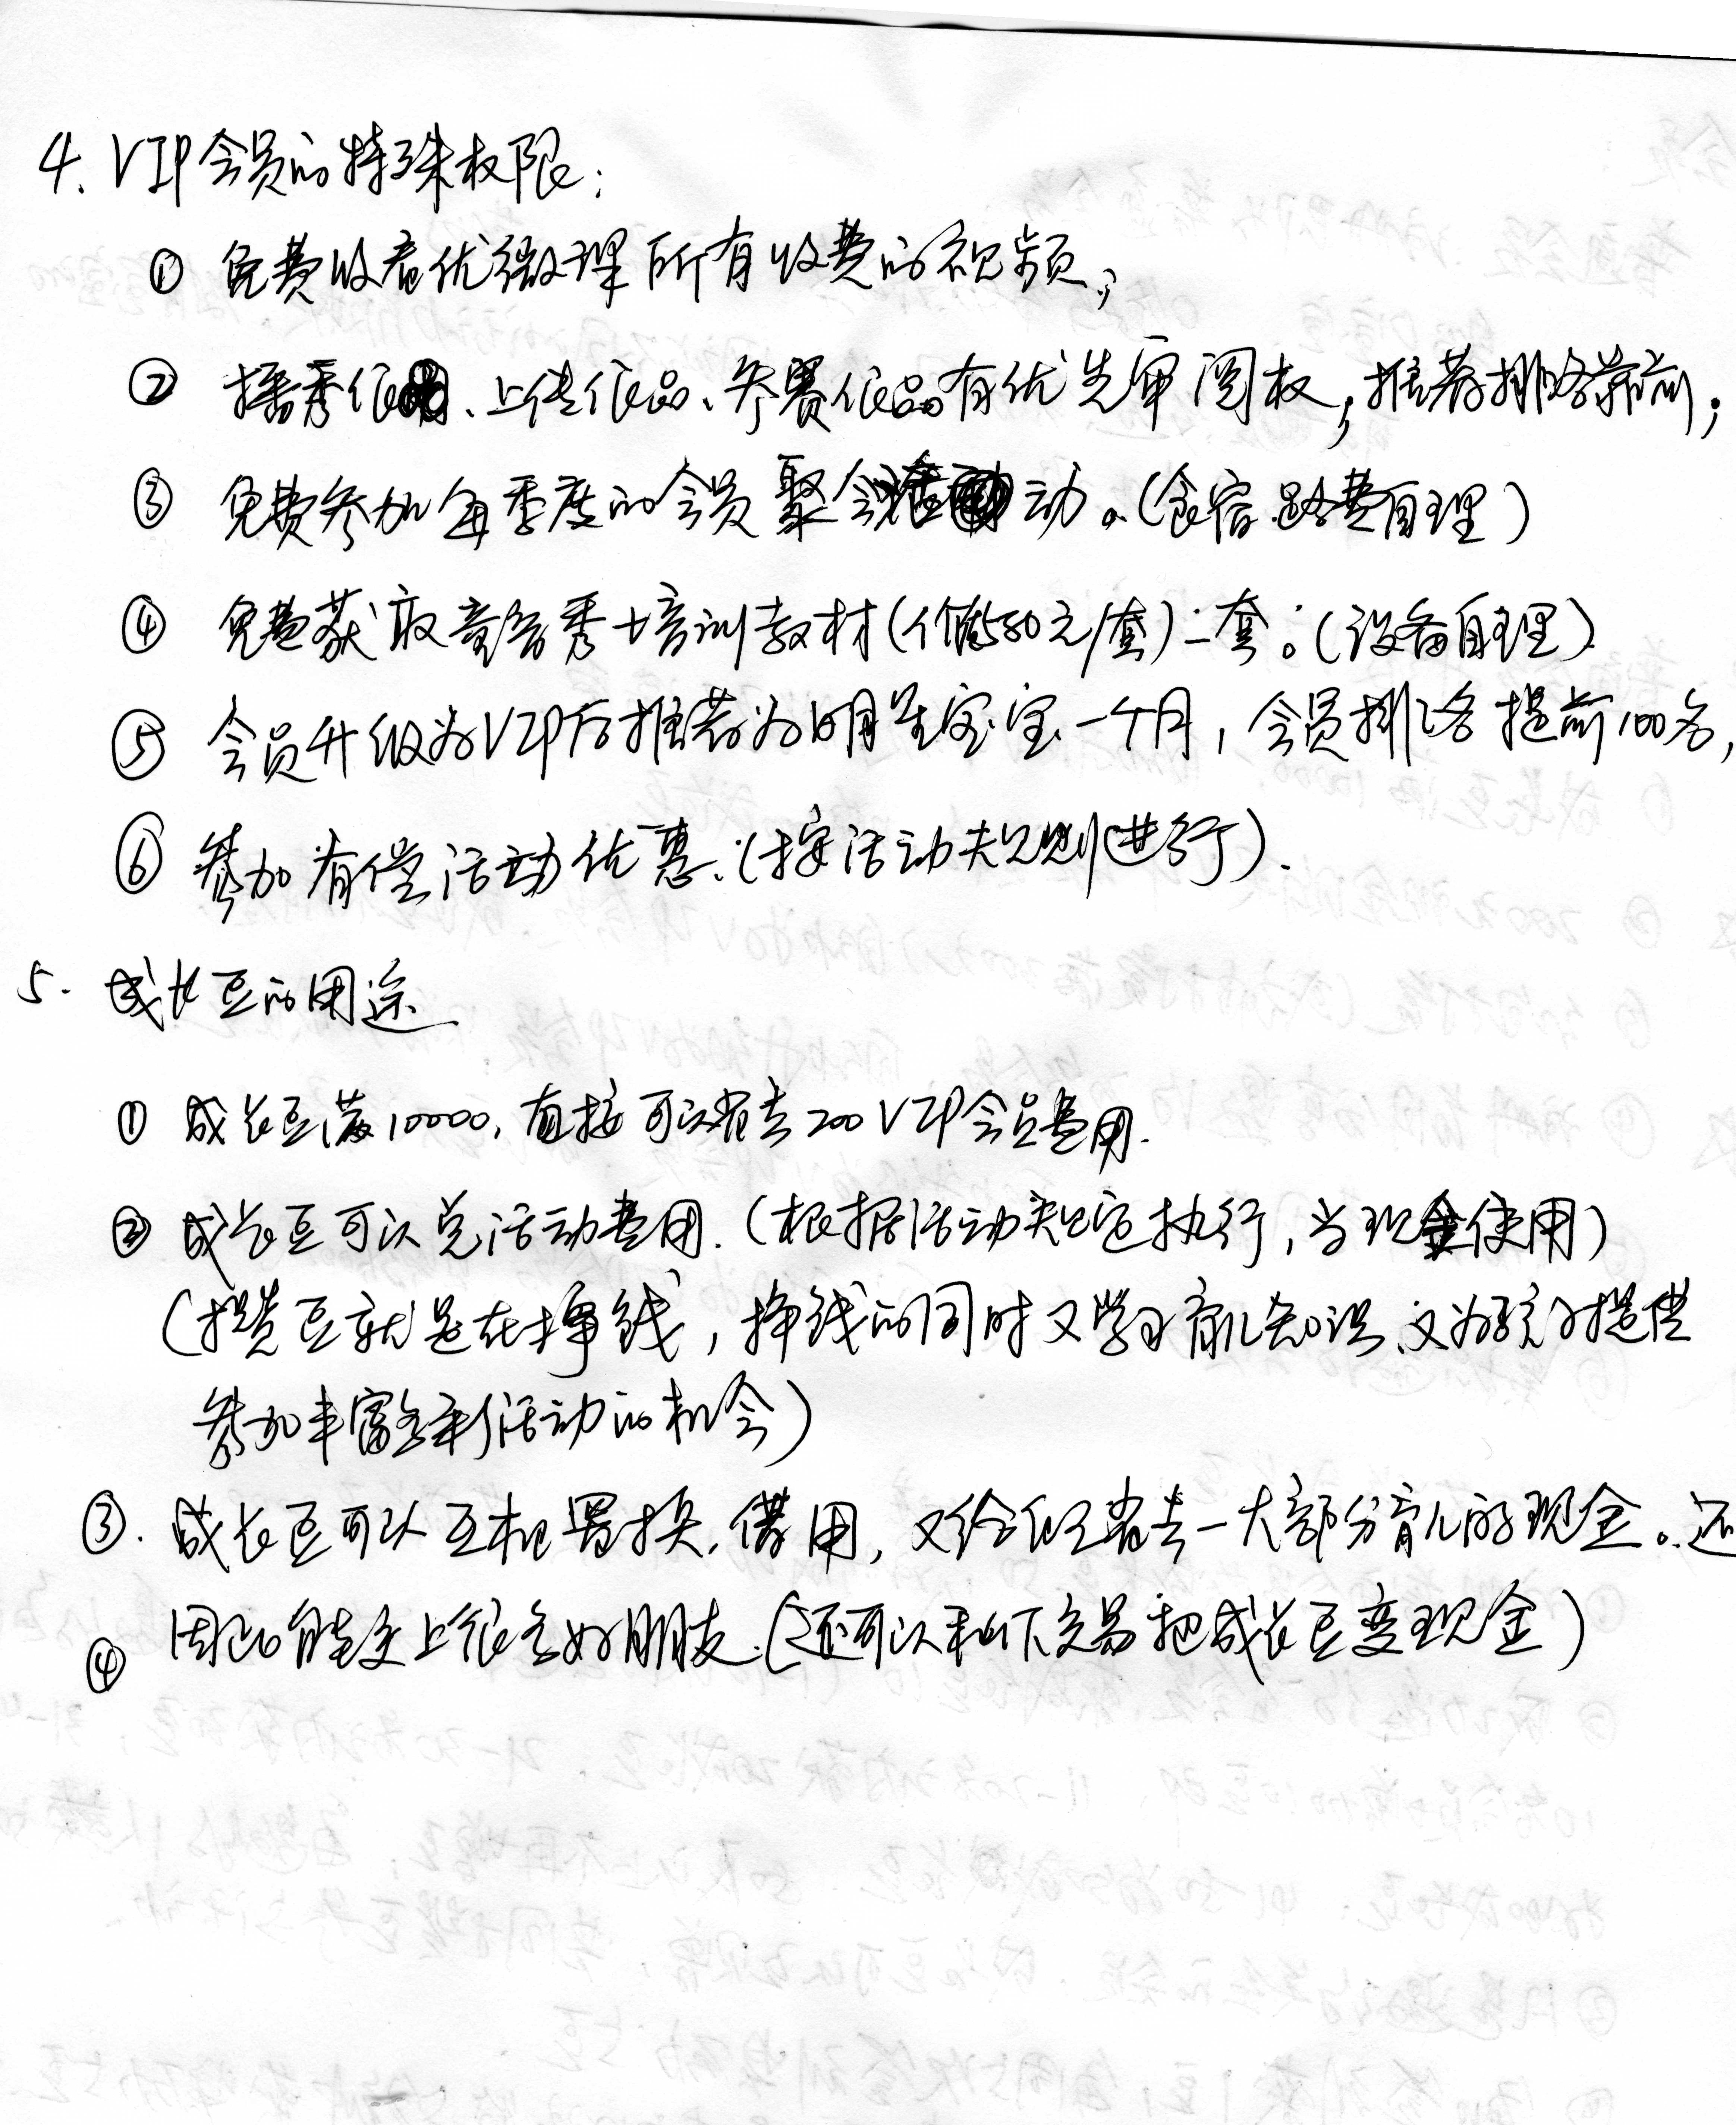 4. VIP会员的特殊权限:
① 免费收看优微课所有收费的视频;
② 播秀作品、上传作品、参赛作品有优先审阅权,推荐排名靠前;
③ 免费参加每季度的会员聚会活动。(食宿路费自理)
④ 免费获取童音秀培训教材(价值580元/套)一套。(设备自理)
⑤ 会员升级为VIP后推荐为明星宝宝一个月,会员排名提前100名,
⑥ 参加有偿活动优惠.(按活动规则进行).
5. 成长豆的用途
① 成长豆满10000,直接可以省去200VIP会员费用.
② 成长豆可以兑活动费用.(根据活动规定执行,当现金使用)
(攒豆就是在挣钱,挣钱的同时又学习育儿知识、又为孩子提供
参加丰富多彩活动的机会)
③. 成长豆可以互相置换.借用,又给自己省去一大部分育儿的现金。还
④ 因此能交上很多好朋友.(还可以私下交易把成长豆变现金)